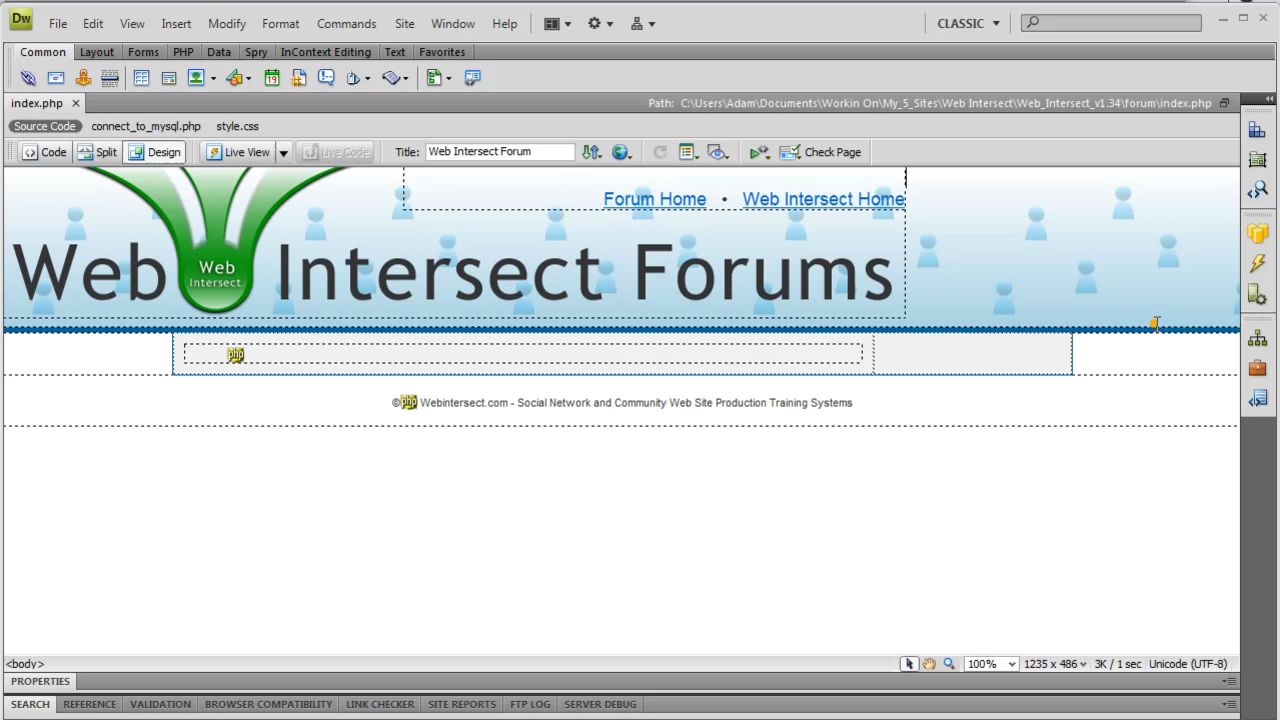 Dw File Edit View Insert Modify Format Commands Site Window Help CLASSIC
Common Layout Forms PHP Data Spry InContext Editing Text Favorites
19
index.php × Path: C:\Users\Adam\Documents\Workin On\My_5_Sites\Web Intersect\Web_Intersect_v1.34\forum\index.php
Source Code connect_to_mysql.php style.css
Code Split Design Live View Live Code Title: Web Intersect Forum Check Page
Forum Home • Web Intersect Home
Web Intersect Forums
Web
Intersect
php
©php Webintersect.com - Social Network and Community Web Site Production Training Systems
<body> 100% 1235 x 486 3K / 1 sec Unicode (UTF-8)
PROPERTIES
SEARCH REFERENCE VALIDATION BROWSER COMPATIBILITY LINK CHECKER SITE REPORTS FTP LOG SERVER DEBUG